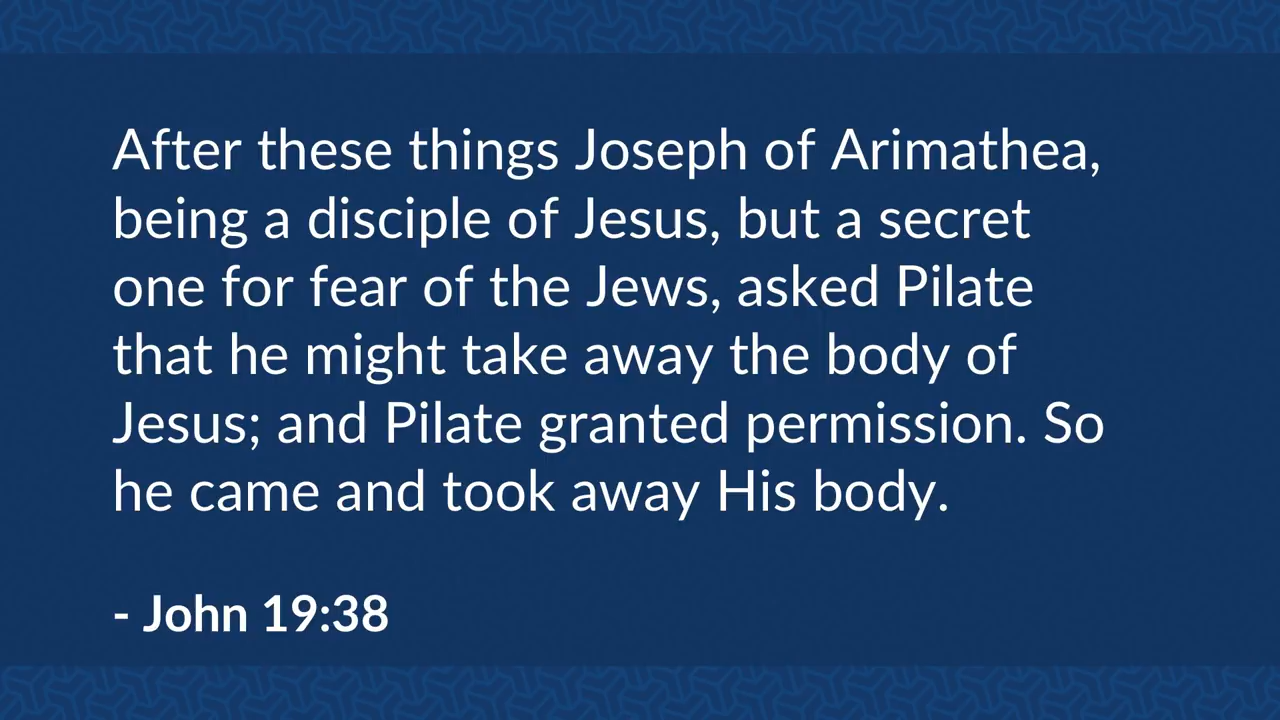 After these things Joseph of Arimathea,
being a disciple of Jesus, but a secret
one for fear of the Jews, asked Pilate
that he might take away the body of
Jesus; and Pilate granted permission. So
he came and took away His body.
- John 19:38